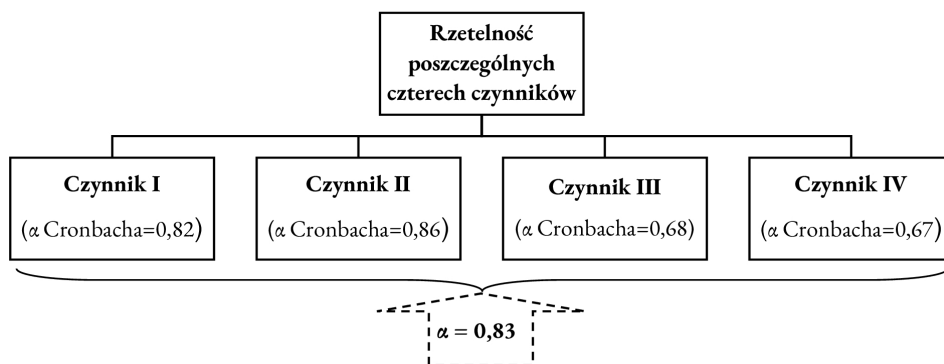 Rzetelność
poszczególnych
czterech czynników
Czynnik I
(α Cronbacha=0,82)
Czynnik II
(α Cronbacha=0,86)
Czynnik III
(α Cronbacha=0,68)
Czynnik IV
(α Cronbacha=0,67)
α = 0,83